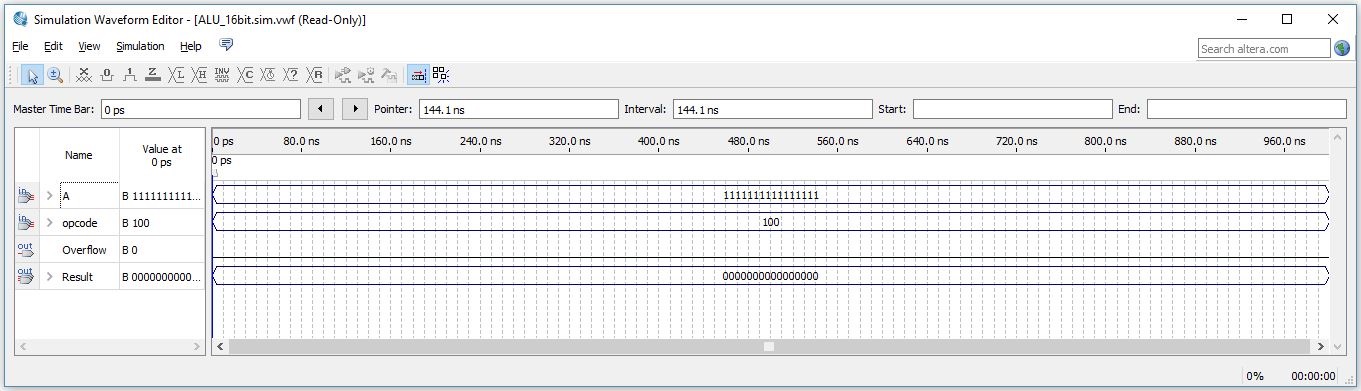 Simulation Waveform Editor - [ALU_16bit.sim.vwf (Read-Only)]
File Edit View Simulation Help Search altera.com
Master Time Bar: 0 ps Pointer: 144.1 ns Interval: 144.1 ns Start: End:
Name Value at 0 ps
0 ps 80.0 ns 160.0 ns 240.0 ns 320.0 ns 400.0 ns 480.0 ns 560.0 ns 640.0 ns 720.0 ns 800.0 ns 880.0 ns 960.0 ns
0 ps
in A B 1111111111... 1111111111111111
in opcode B 100 100
out Overflow B 0
out Result B 0000000000... 0000000000000000
0% 00:00:00